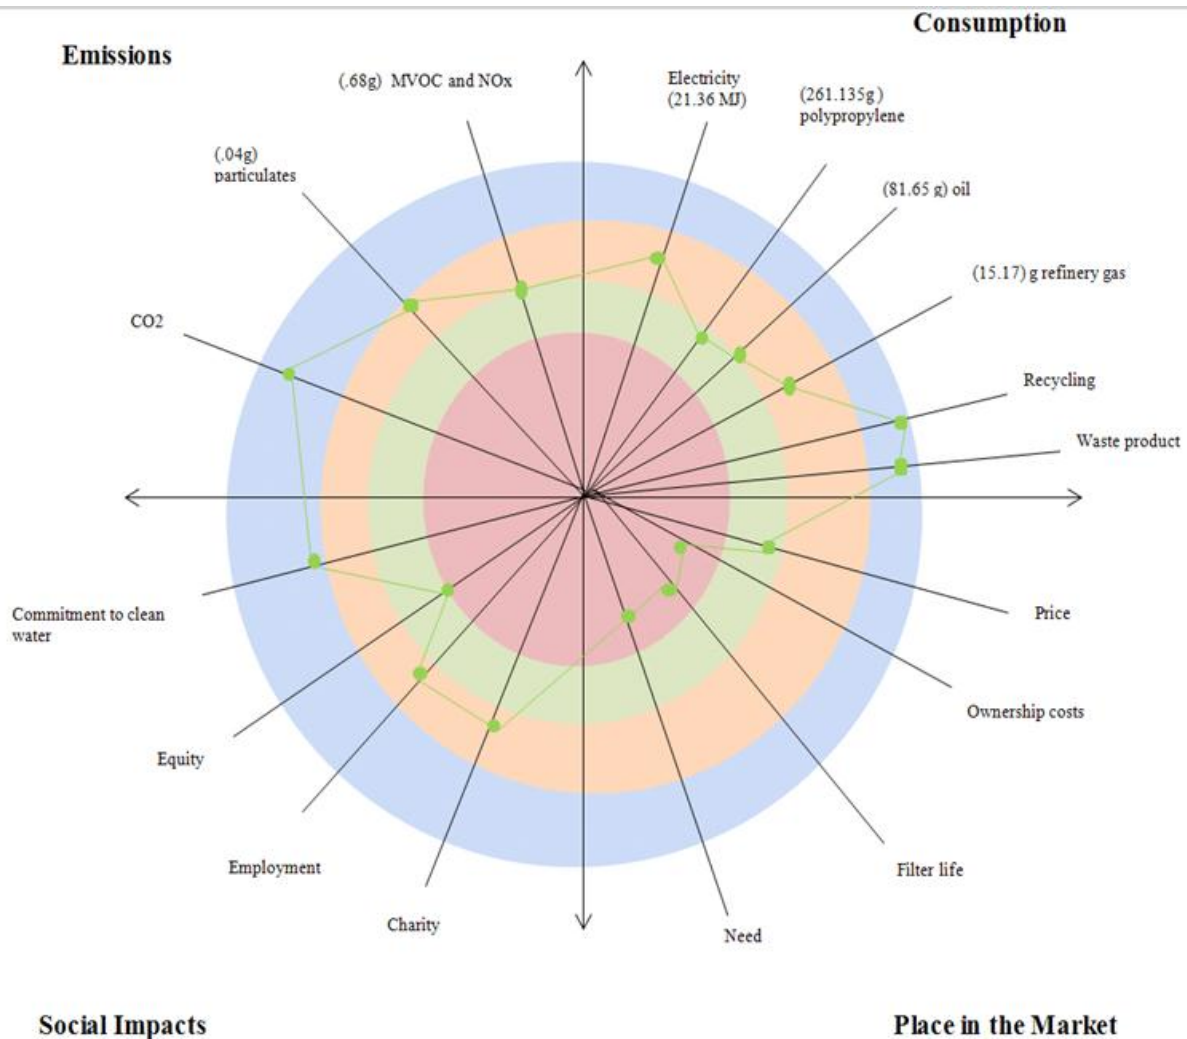 Consumption
Emissions
(.68g) MVOC and NOx
Electricity
(21.36 MJ)
(261.135g)
polypropylene
(.04g)
particulates
(81.65 g) oil
(15.17) g refinery gas
CO2
Recycling
Waste product
Commitment to clean
water
Price
Ownership costs
Equity
Employment
Filter life
Charity
Need
Social Impacts
Place in the Market